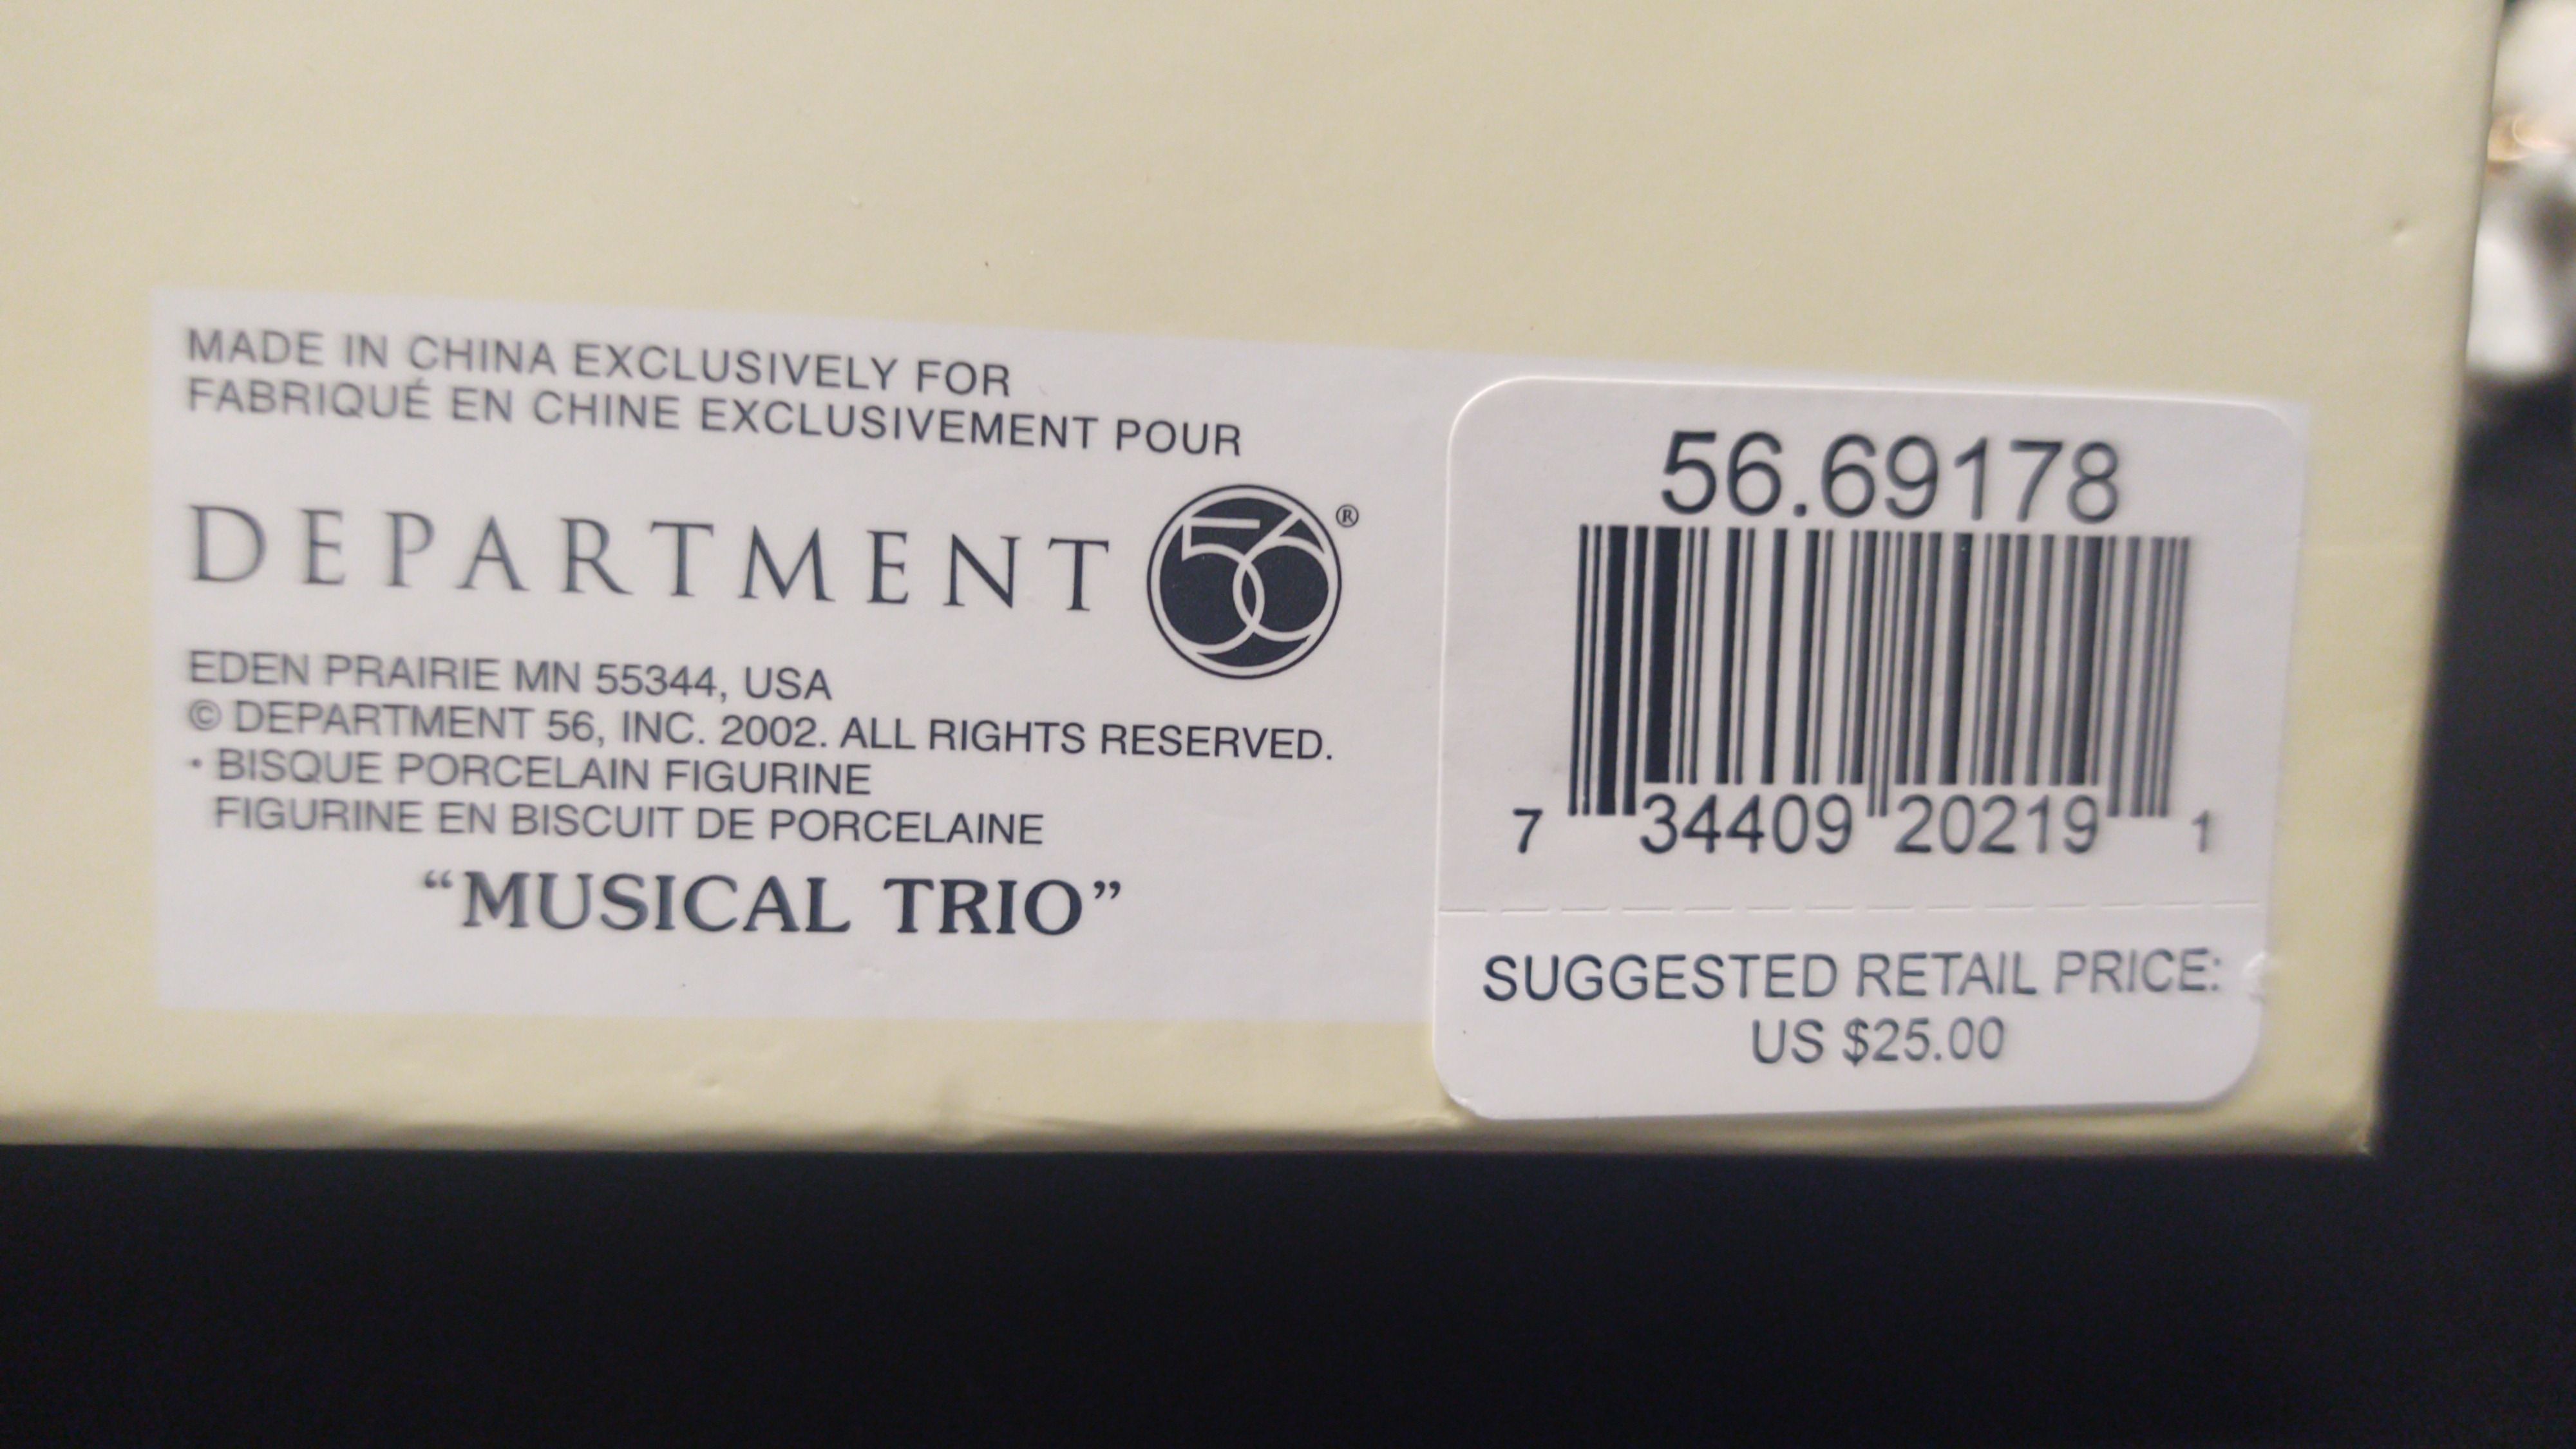 MADE IN CHINA EXCLUSIVELY FOR
FABRIQUÉ EN CHINE EXCLUSIVEMENT POUR
DEPARTMENT 56®
EDEN PRAIRIE MN 55344, USA
© DEPARTMENT 56, INC. 2002. ALL RIGHTS RESERVED.
• BISQUE PORCELAIN FIGURINE
FIGURINE EN BISCUIT DE PORCELAINE
“MUSICAL TRIO”
56.69178
7 34409 20219 1
SUGGESTED RETAIL PRICE:
US $25.00